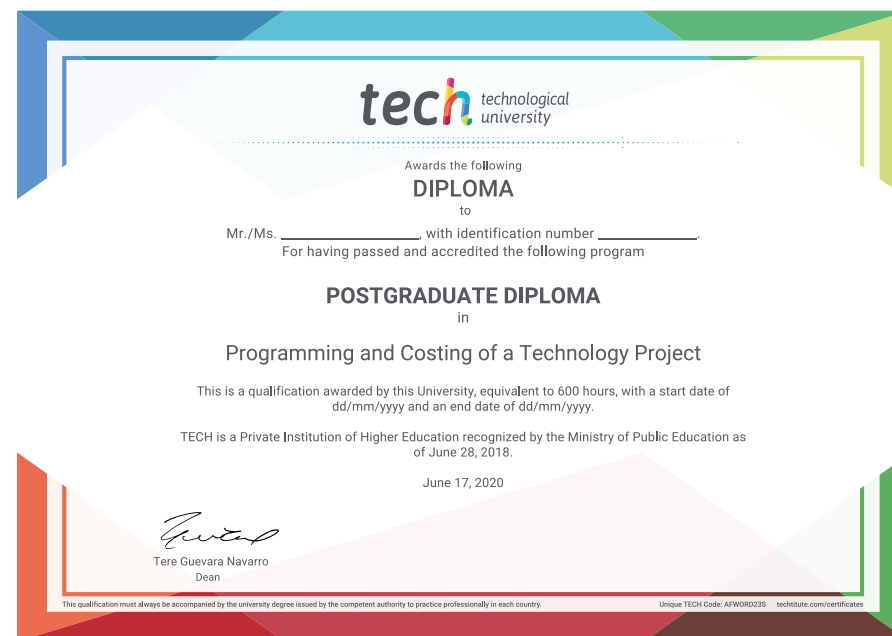 tech technological
university
Awards the following
DIPLOMA
to
Mr./Ms. ____________________, with identification number ______________.
For having passed and accredited the following program
POSTGRADUATE DIPLOMA
in
Programming and Costing of a Technology Project
This is a qualification awarded by this University, equivalent to 600 hours, with a start date of
dd/mm/yyyy and an end date of dd/mm/yyyy.
TECH is a Private Institution of Higher Education recognized by the Ministry of Public Education as
of June 28, 2018.
June 17, 2020
Tere Guevara Navarro
Dean
This qualification must always be accompanied by the university degree issued by the competent authority to practice professionally in each country. Unique TECH Code: AFWORD23S techtitute.com/certificates